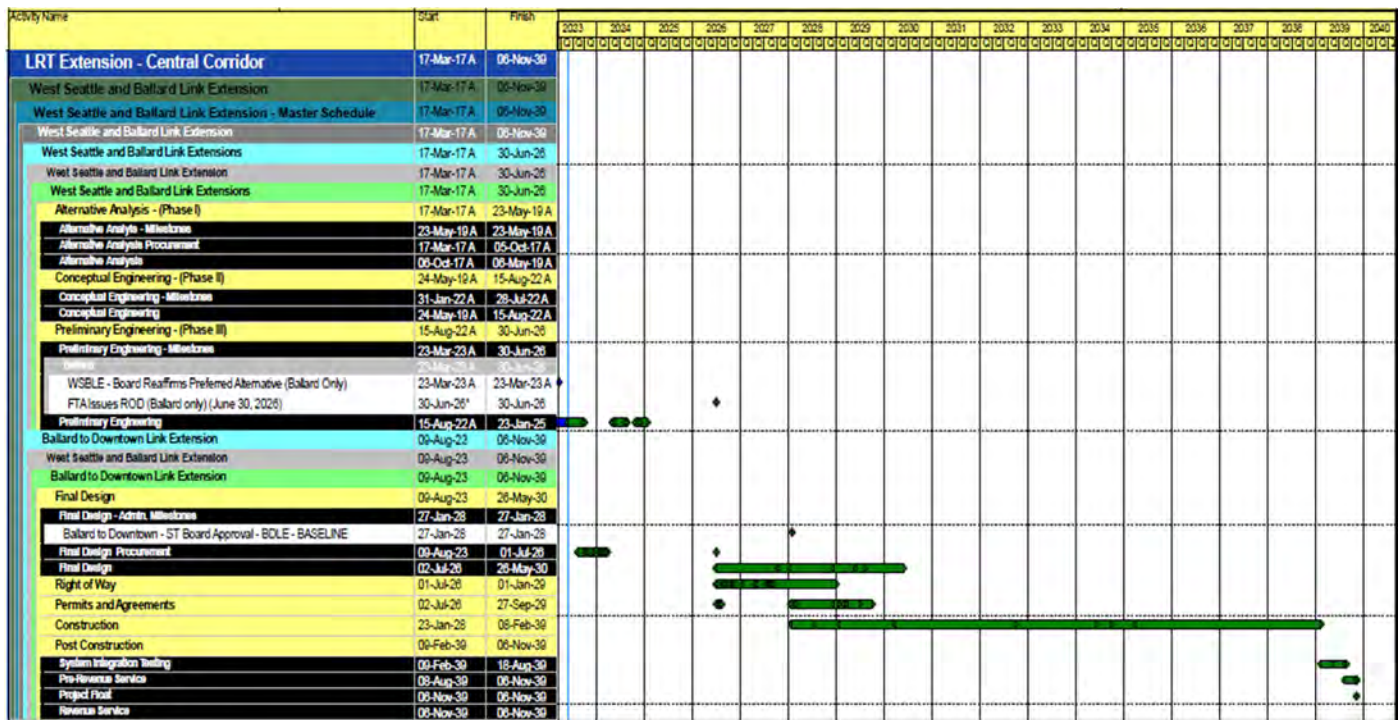 Activity Name Start Finish 2023 2024 2025 2026 2027 2028 2029 2030 2031 2032 2033 2034 2035 2036 2037 2038 2039 2040
Q Q Q Q Q Q Q Q Q Q Q Q Q Q Q Q Q Q Q Q Q Q Q Q Q Q Q Q Q Q Q Q Q Q Q Q Q Q Q Q Q Q Q Q Q Q Q Q Q Q Q Q Q Q Q Q Q Q Q Q Q Q Q Q Q Q Q Q Q Q
LRT Extension - Central Corridor 17-Mar-17 A 06-Nov-39
West Seattle and Ballard Link Extension 17-Mar-17 A 06-Nov-39
West Seattle and Ballard Link Extension - Master Schedule 17-Mar-17 A 06-Nov-39
West Seattle and Ballard Link Extension 17-Mar-17 A 06-Nov-39
West Seattle and Ballard Link Extensions 17-Mar-17 A 30-Jun-26
West Seattle and Ballard Link Extension 17-Mar-17 A 30-Jun-26
West Seattle and Ballard Link Extensions 17-Mar-17 A 30-Jun-26
Alternative Analysis - (Phase I) 17-Mar-17 A 23-May-19 A
Alternative Analyis - Milestones 23-May-19 A 23-May-19 A
Alternative Analysis Procurement 17-Mar-17 A 05-Oct-17 A
Alternative Analysis 06-Oct-17 A 06-May-19 A
Conceptual Engineering - (Phase II) 24-May-19 A 15-Aug-22 A
Conceptual Engineering - Milestones 31-Jan-22 A 28-Jul-22 A
Conceptual Engineering 24-May-19 A 15-Aug-22 A
Preliminary Engineering - (Phase III) 15-Aug-22 A 30-Jun-26
Preliminary Engineering - Milestones 23-Mar-23 A 30-Jun-26
23-Mar-23 A 30-Jun-26
WSBLE - Board Reaffirms Preferred Alternative (Ballard Only) 23-Mar-23 A 23-Mar-23 A
FTA Issues ROD (Ballard only) (June 30, 2026) 30-Jun-26* 30-Jun-26
Preliminary Engineering 15-Aug-22 A 23-Jan-25
Ballard to Downtown Link Extension 09-Aug-23 06-Nov-39
West Seattle and Ballard Link Extension 09-Aug-23 06-Nov-39
Ballard to Downtown Link Extension 09-Aug-23 06-Nov-39
Final Design 09-Aug-23 26-May-30
Final Design - Admin. Milestones 27-Jan-28 27-Jan-28
Ballard to Downtown - ST Board Approval - BDLE - BASELINE 27-Jan-28 27-Jan-28
Final Design Procurement 09-Aug-23 01-Jul-26
Final Design 02-Jul-26 26-May-30
Right of Way 01-Jul-26 01-Jan-29
Permits and Agreements 02-Jul-26 27-Sep-29
Construction 23-Jan-28 08-Feb-39
Post Construction 09-Feb-39 06-Nov-39
System Integration Testing 09-Feb-39 18-Aug-39
Pre-Revenue Service 08-Aug-39 06-Nov-39
Project Float 06-Nov-39 06-Nov-39
Revenue Service 06-Nov-39 06-Nov-39